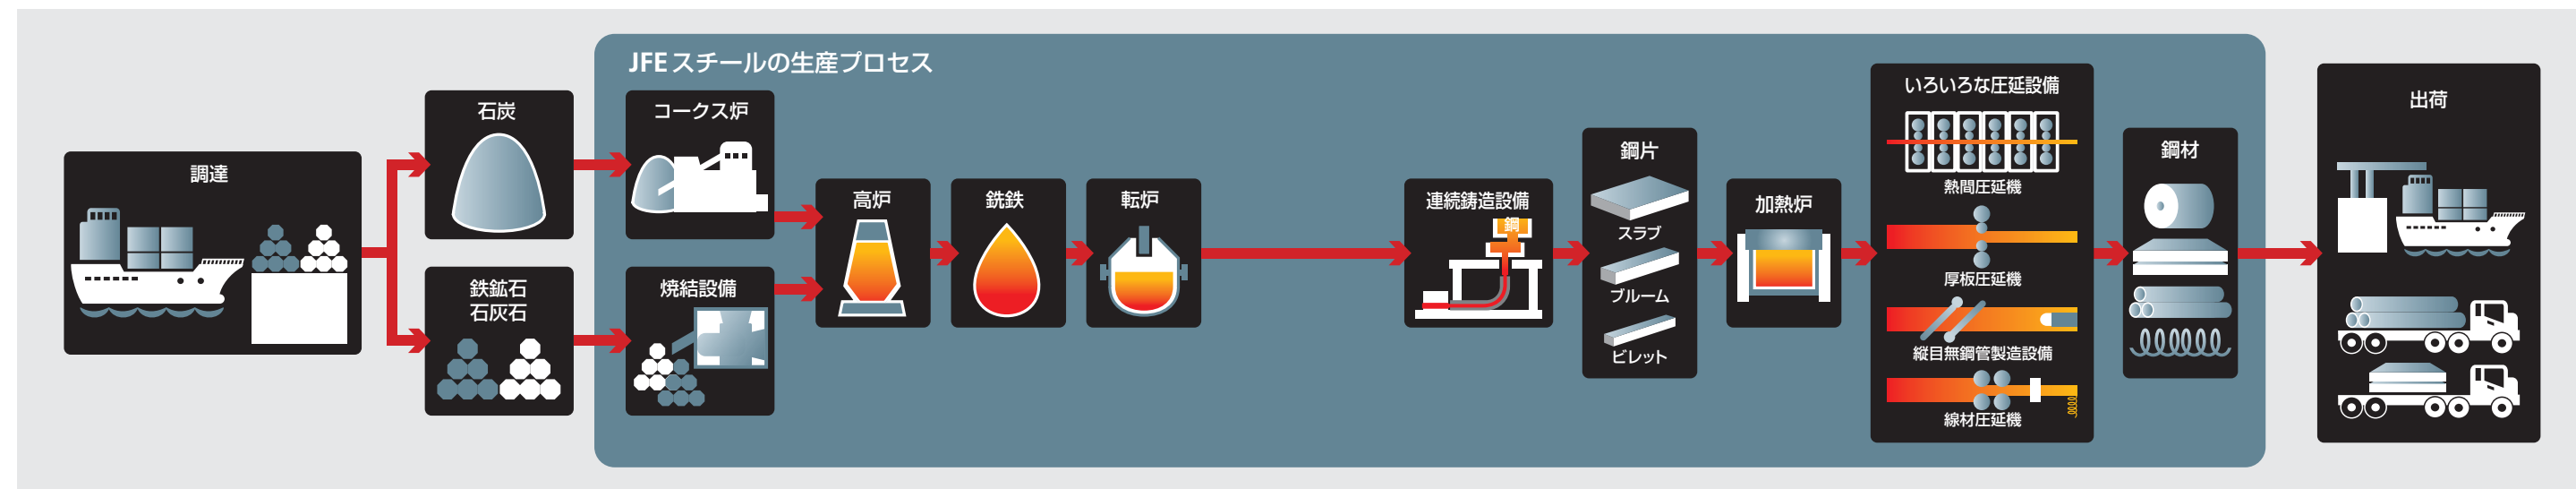 JFEスチールの生産プロセス
調達
石炭
鉄鉱石
石灰石
コークス炉
焼結設備
高炉
銑鉄
転炉
連続鋳造設備
鋼
鋼片
スラブ
ブルーム
ビレット
加熱炉
いろいろな圧延設備
熱間圧延機
厚板圧延機
縦目無鋼管製造設備
線材圧延機
鋼材
出荷